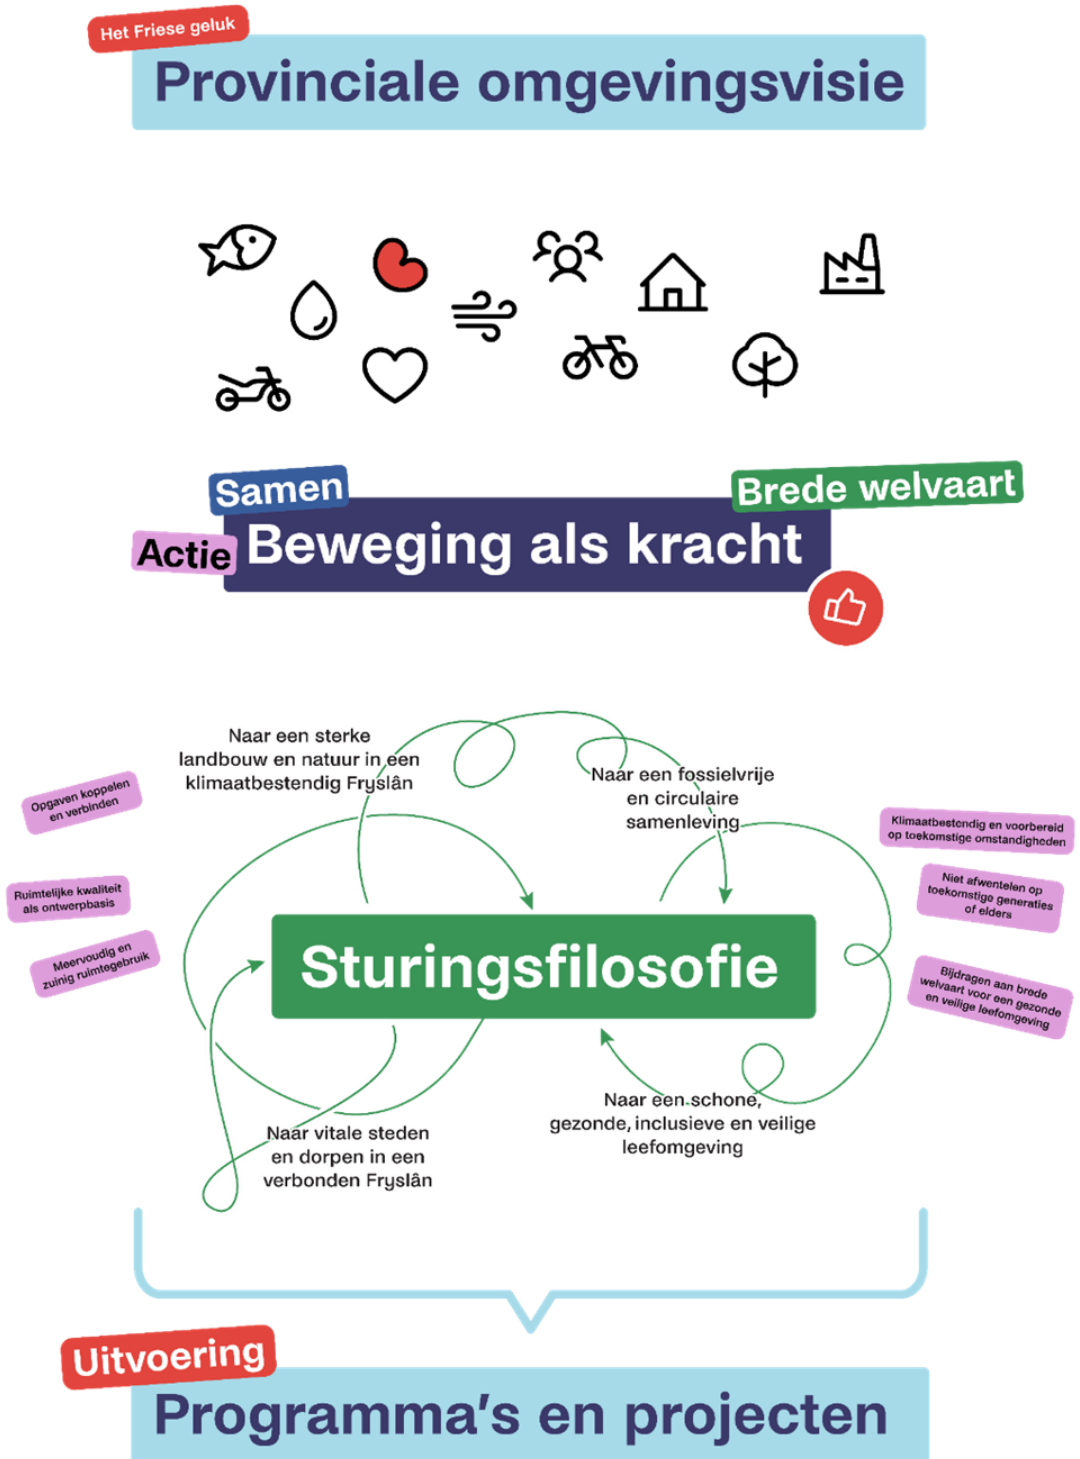 Het Friese geluk
Provinciale omgevingsvisie
Samen
Brede welvaart
Actie
Beweging als kracht
Naar een sterke
landbouw en natuur in een
klimaatbestendig Fryslân
Naar een fossielvrije
en circulaire
samenleving
Opgaven koppelen
en verbinden
Ruimtelijke kwaliteit
als ontwerpbasis
Meervoudig en
zuinig ruimtegebruik
Klimaatbestendig en voorbereid
op toekomstige omstandigheden
Niet afwentelen op
toekomstige generaties
of elders
Bijdragen aan brede
welvaart voor een gezonde
en veilige leefomgeving
Sturingsfilosofie
Naar vitale steden
en dorpen in een
verbonden Fryslân
Naar een schone,
gezonde, inclusieve en veilige
leefomgeving
Uitvoering
Programma's en projecten